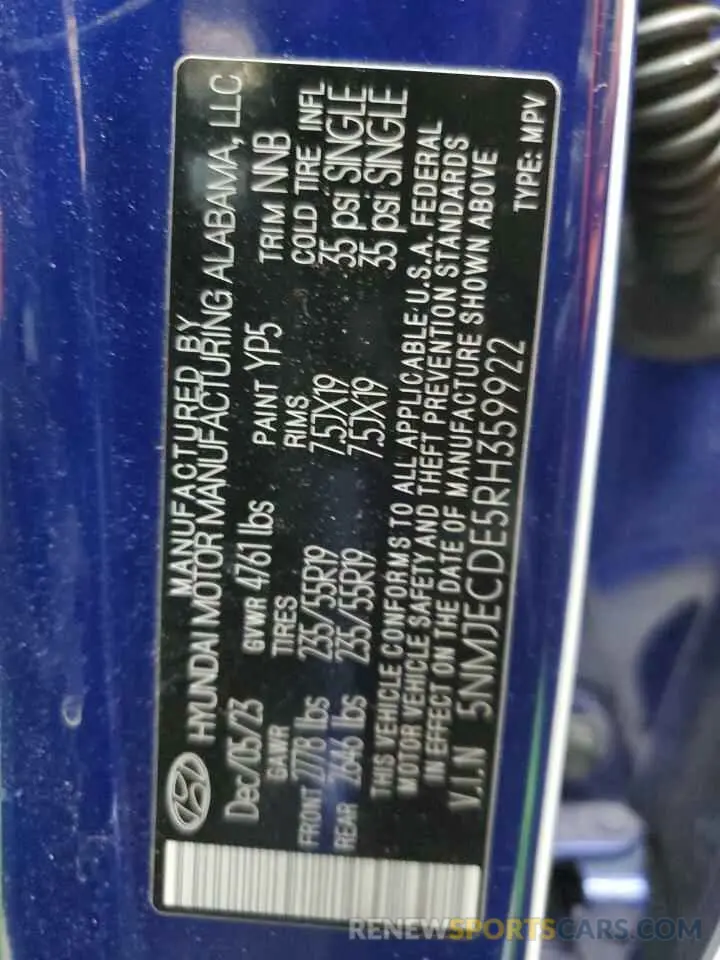 MANUFACTURED BY
HYUNDAI MOTOR MANUFACTURING ALABAMA, LLC
Dec/05/23 GVWR 4761 lbs PAINT YP5 TRIM NNB
GAWR TIRES RIMS COLD TIRE INFL
FRONT 2778 lbs 235/55R19 7.5JX19 35 psi SINGLE
REAR 2646 lbs 235/55R19 7.5JX19 35 psi SINGLE
THIS VEHICLE CONFORMS TO ALL APPLICABLE U.S.A. FEDERAL
MOTOR VEHICLE SAFETY AND THEFT PREVENTION STANDARDS
IN EFFECT ON THE DATE OF MANUFACTURE SHOWN ABOVE
V.I.N 5NMJECDE5RH359922 TYPE: MPV
RENEWSPORTSCARS.COM